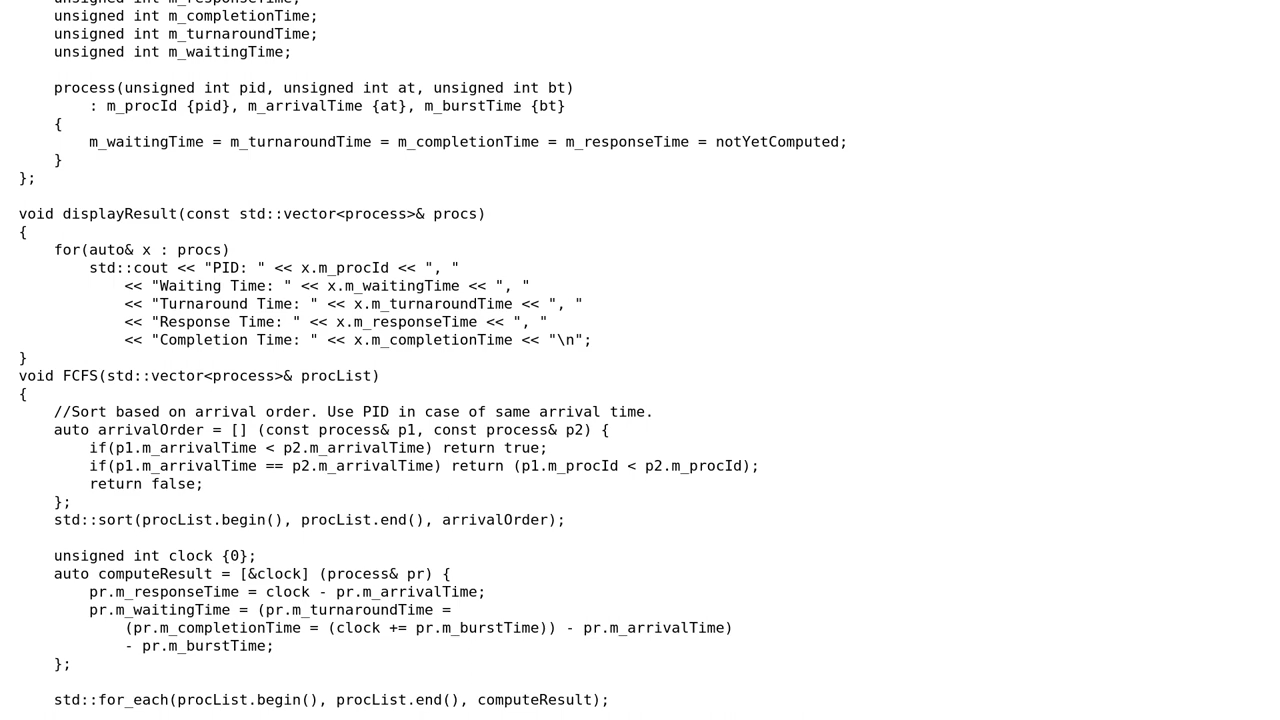 unsigned int m_responseTime;
unsigned int m_completionTime;
unsigned int m_turnaroundTime;
unsigned int m_waitingTime;
process(unsigned int pid, unsigned int at, unsigned int bt)
: m_procId {pid}, m_arrivalTime {at}, m_burstTime {bt}
{
m_waitingTime = m_turnaroundTime = m_completionTime = m_responseTime = notYetComputed;
}
};
void displayResult(const std::vector<process>& procs)
{
for(auto& x : procs)
std::cout << "PID: " << x.m_procId << ", "
<< "Waiting Time: " << x.m_waitingTime << ", "
<< "Turnaround Time: " << x.m_turnaroundTime << ", "
<< "Response Time: " << x.m_responseTime << ", "
<< "Completion Time: " << x.m_completionTime << "\n";
}
void FCFS(std::vector<process>& procList)
{
//Sort based on arrival order. Use PID in case of same arrival time.
auto arrivalOrder = [] (const process& p1, const process& p2) {
if(p1.m_arrivalTime < p2.m_arrivalTime) return true;
if(p1.m_arrivalTime == p2.m_arrivalTime) return (p1.m_procId < p2.m_procId);
return false;
};
std::sort(procList.begin(), procList.end(), arrivalOrder);
unsigned int clock {0};
auto computeResult = [&clock] (process& pr) {
pr.m_responseTime = clock - pr.m_arrivalTime;
pr.m_waitingTime = (pr.m_turnaroundTime =
(pr.m_completionTime = (clock += pr.m_burstTime)) - pr.m_arrivalTime)
- pr.m_burstTime;
};
std::for_each(procList.begin(), procList.end(), computeResult);